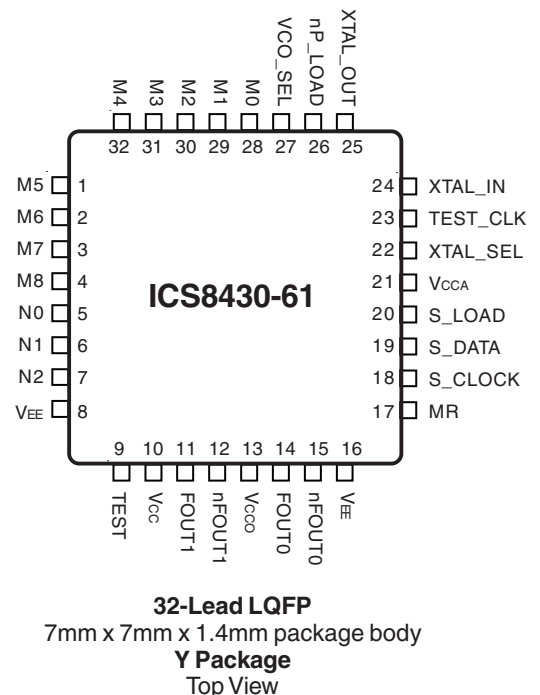 M4 M3 M2 M1 M0 VCO_SEL nP_LOAD XTAL_OUT
32 31 30 29 28 27 26 25
M5 1 24 XTAL_IN
M6 2 23 TEST_CLK
M7 3 22 XTAL_SEL
M8 4 21 VCCA
ICS8430-61
N0 5 20 S_LOAD
N1 6 19 S_DATA
N2 7 18 S_CLOCK
VEE 8 17 MR
9 10 11 12 13 14 15 16
TEST VCC FOUT1 nFOUT1 VCCO FOUT0 nFOUT0 VEE
32-Lead LQFP
7mm x 7mm x 1.4mm package body
Y Package
Top View